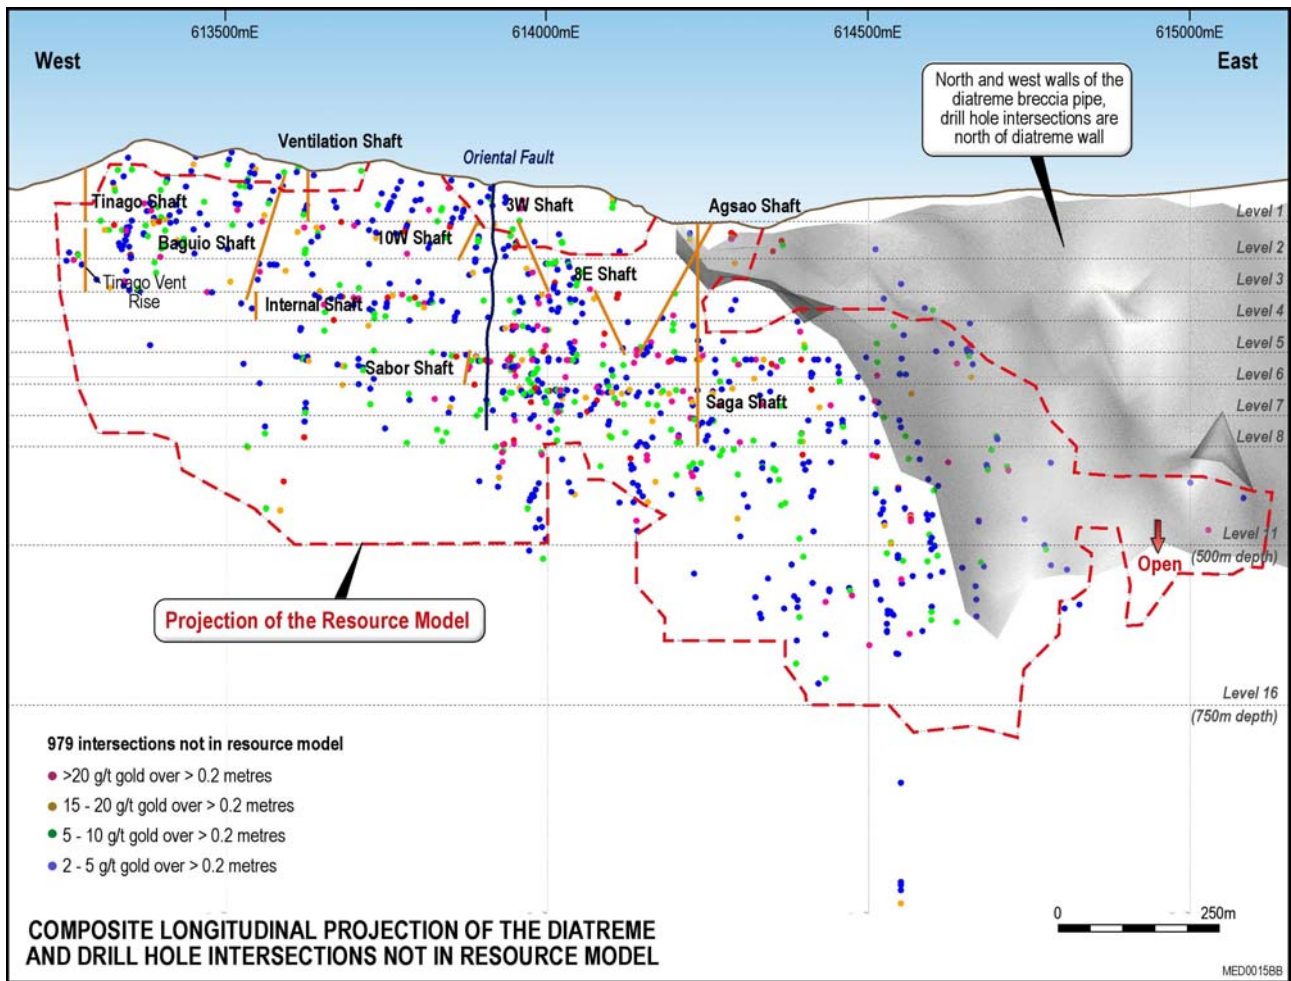 613500mE
614000mE
614500mE
615000mE
West
East
North and west walls of the
diatreme breccia pipe,
drill hole intersections are
north of diatreme wall
Ventilation Shaft
Oriental Fault
Tinago Shaft
3W Shaft
Agsao Shaft
Level 1
Baguio Shaft
10W Shaft
Level 2
Tinago Vent
Rise
8E Shaft
Level 3
Internal Shaft
Level 4
Level 5
Sabor Shaft
Level 6
Saga Shaft
Level 7
Level 8
Level 11
(500m depth)
Open
Projection of the Resource Model
Level 16
(750m depth)
979 intersections not in resource model
>20 g/t gold over > 0.2 metres
15 - 20 g/t gold over > 0.2 metres
5 - 10 g/t gold over > 0.2 metres
2 - 5 g/t gold over > 0.2 metres
0 250m
COMPOSITE LONGITUDINAL PROJECTION OF THE DIATREME
AND DRILL HOLE INTERSECTIONS NOT IN RESOURCE MODEL
MED0015BB